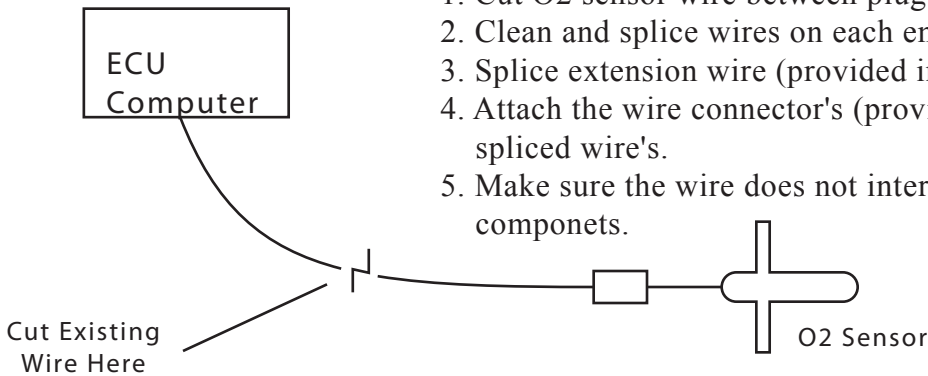 1. Cut O2 sensor wire between plug
2. Clean and splice wires on each
3. Splice extension wire (provided
4. Attach the wire connector's
spliced wire's.
5. Make sure the wire does not
componets.
ECU
Computer
Cut Existing
Wire Here
O2 Sensor